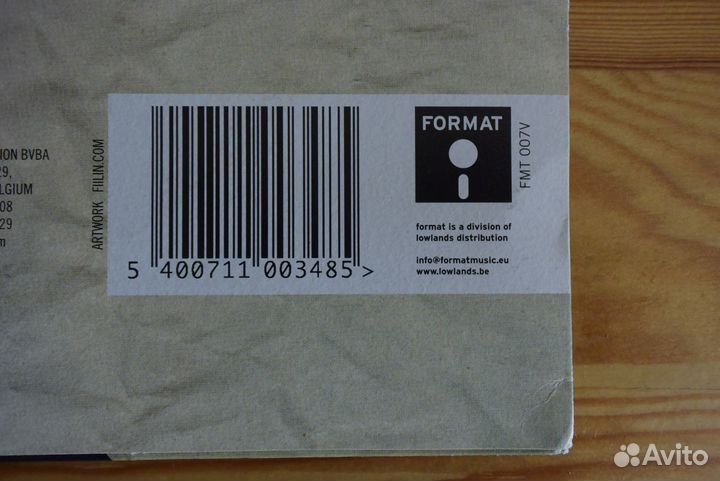 ION BVBA
29,
LGIUM
08
29
m
ARTWORK FIILIN.COM
5 400711 003485 >
FORMAT
FMT 007V
format is a division of
lowlands distribution
info@formatmusic.eu
www.lowlands.be
Avito